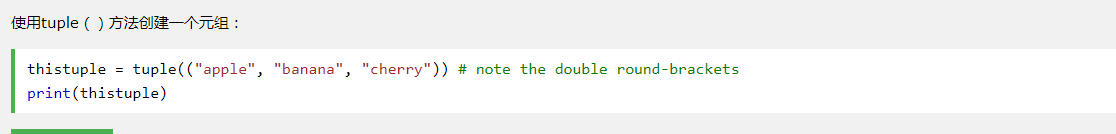 使用tuple（）方法创建一个元组：
thistuple = tuple(("apple", "banana", "cherry")) # note the double round-brackets
print(thistuple)